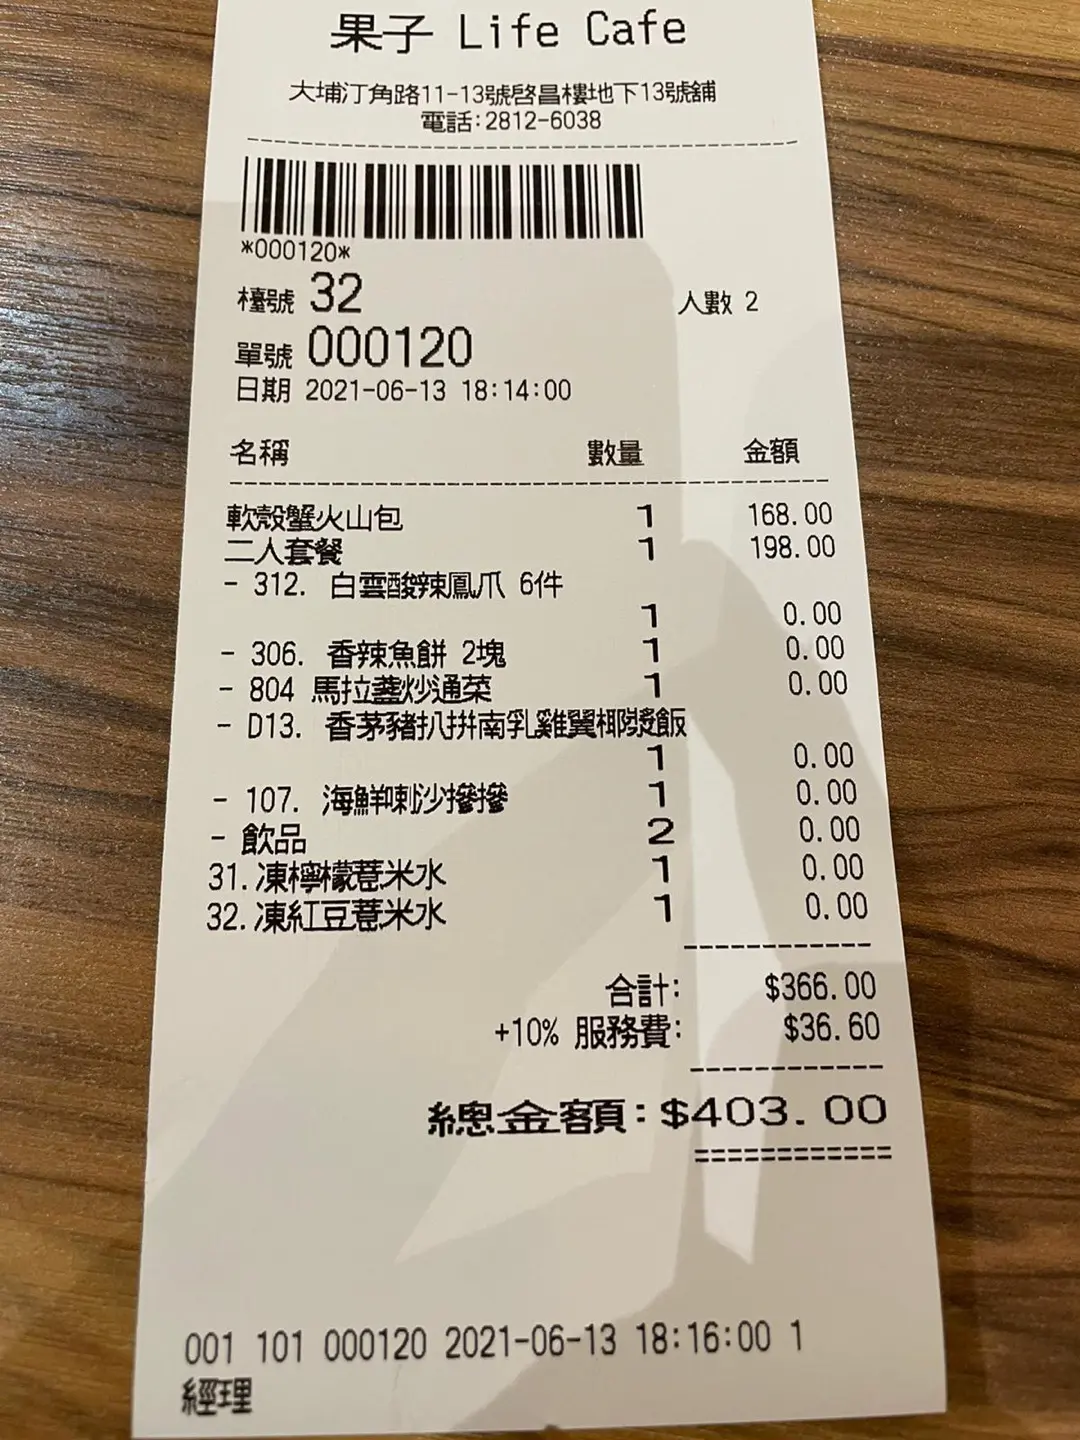 果子 Life Cafe
大埔汀角路11-13號啓昌樓地下13號舖
電話:2812-6038
*000120*
檯號 32 人數 2
單號 000120
日期 2021-06-13 18:14:00
名稱 數量 金額
軟殼蟹火山包 1 168.00
二人套餐 1 198.00
- 312. 白雲酸辣鳳爪 6件
1 0.00
- 306. 香辣魚餅 2塊 1 0.00
- 804 馬拉盞炒通菜 1 0.00
- D13. 香茅豬扒拼南乳雞翼椰漿飯
1 0.00
- 107. 海鮮喇沙摻摻 1 0.00
- 飲品 2 0.00
31.凍檸檬薏米水 1 0.00
32.凍紅豆薏米水 1 0.00
合計: $366.00
+10% 服務費: $36.60
總金額:$403.00
001 101 000120 2021-06-13 18:16:00 1
經理